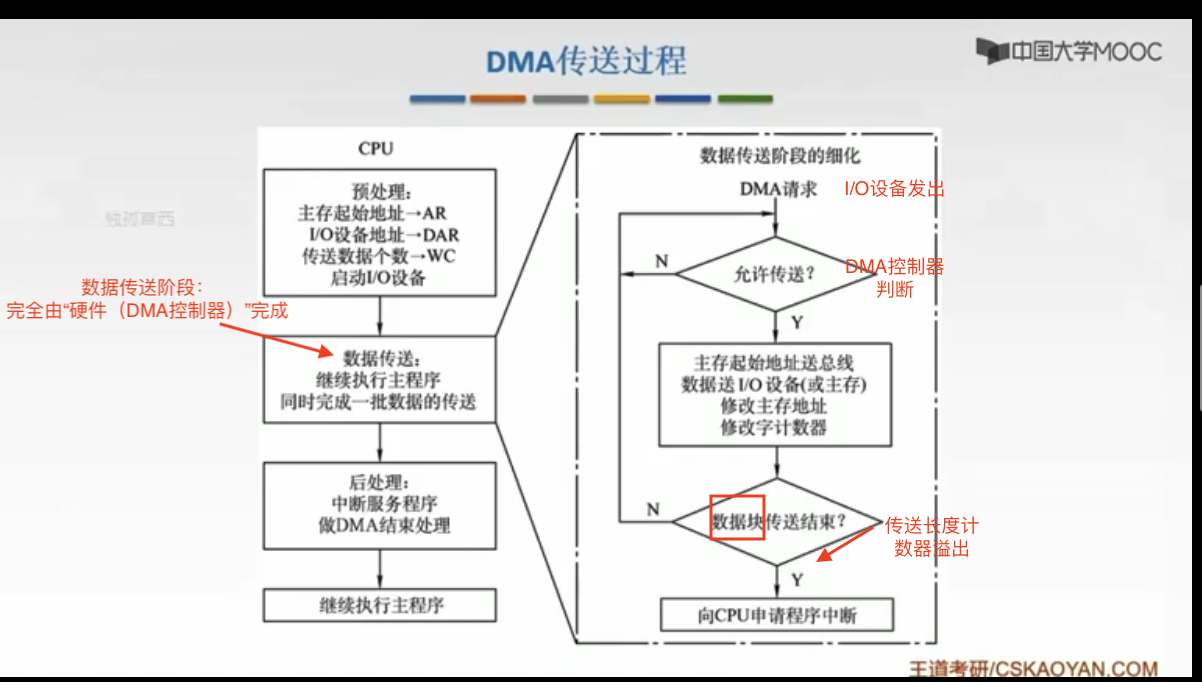 DMA传送过程
中国大学MOOC
CPU
预处理：
主存起始地址→AR
I/O设备地址→DAR
传送数据个数→WC
启动I/O设备
数据传送阶段：
完全由“硬件（DMA控制器）”完成
数据传送：
继续执行主程序
同时完成一批数据的传送
后处理：
中断服务程序
做DMA结束处理
继续执行主程序
数据传送阶段的细化
DMA请求
I/O设备发出
允许传送？
DMA控制器
判断
N
Y
主存起始地址送总线
数据送I/O设备(或主存)
修改主存地址
修改字计数器
数据块传送结束？
传送长度计
数器溢出
N
Y
向CPU申请程序中断
王道考研/CSKAOYAN.COM